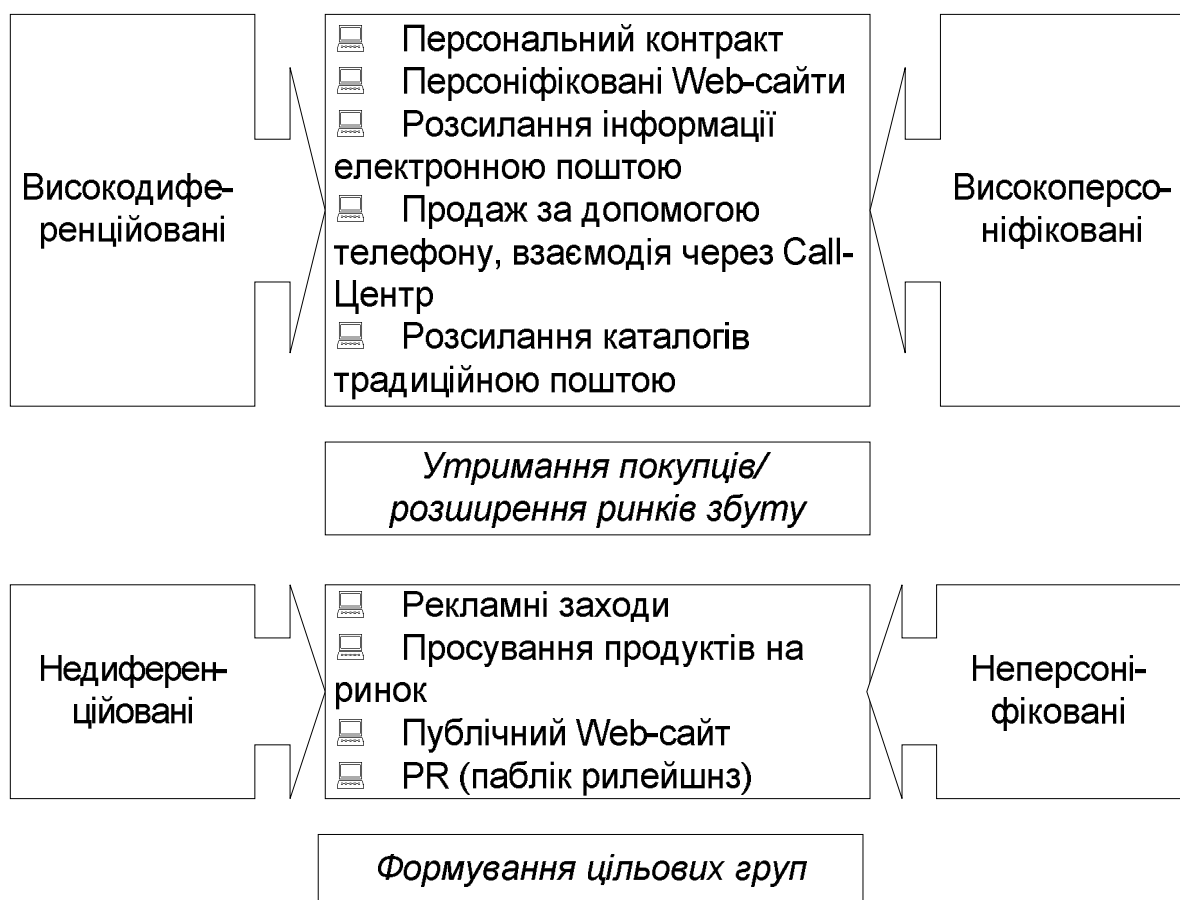 Високодифе-
ренційовані
Персональний контракт
Персоніфіковані Web-сайти
Розсилання інформації
електронною поштою
Продаж за допомогою
телефону, взаємодія через Call-
Центр
Розсилання каталогів
традиційною поштою
Високоперсо-
ніфіковані
Утримання покупців/
розширення ринків збуту
Недиферен-
ційовані
Рекламні заходи
Просування продуктів на
ринок
Публічний Web-сайт
PR (паблік рилейшнз)
Неперсоні-
фіковані
Формування цільових груп